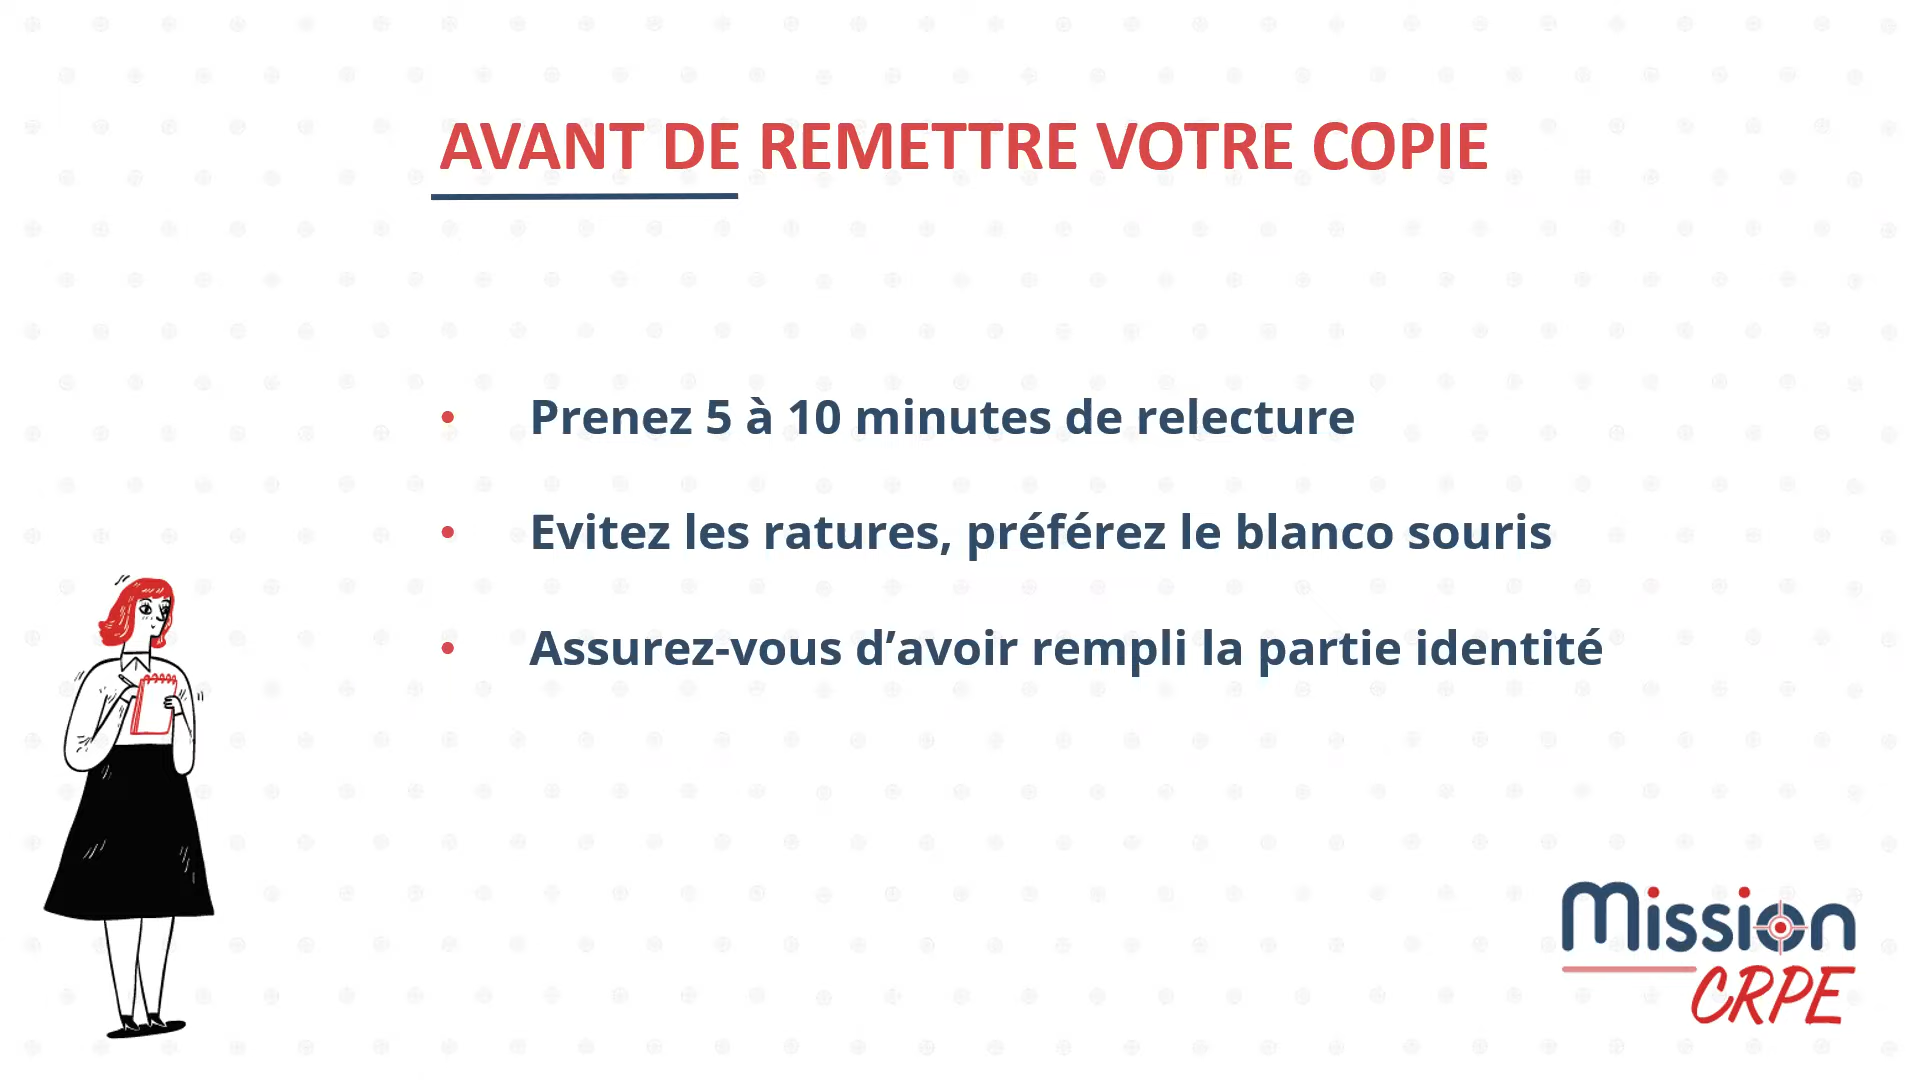 AVANT DE REMETTRE VOTRE COPIE
• Prenez 5 à 10 minutes de relecture
• Evitez les ratures, préférez le blanco souris
• Assurez-vous d’avoir rempli la partie identité
Mission
CRPE